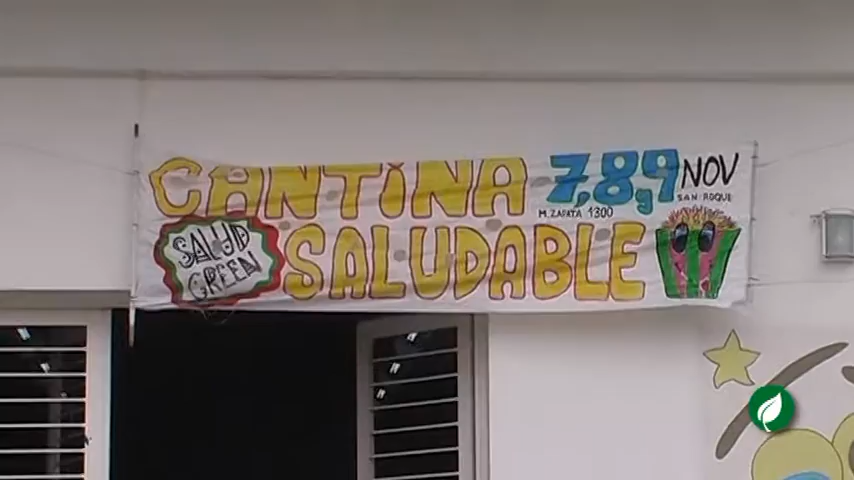 CANTINA 7,8 y 9 NOV
SAN ROQUE
M. ZAPATA 1300
SALUD GREEN
SALUDABLE